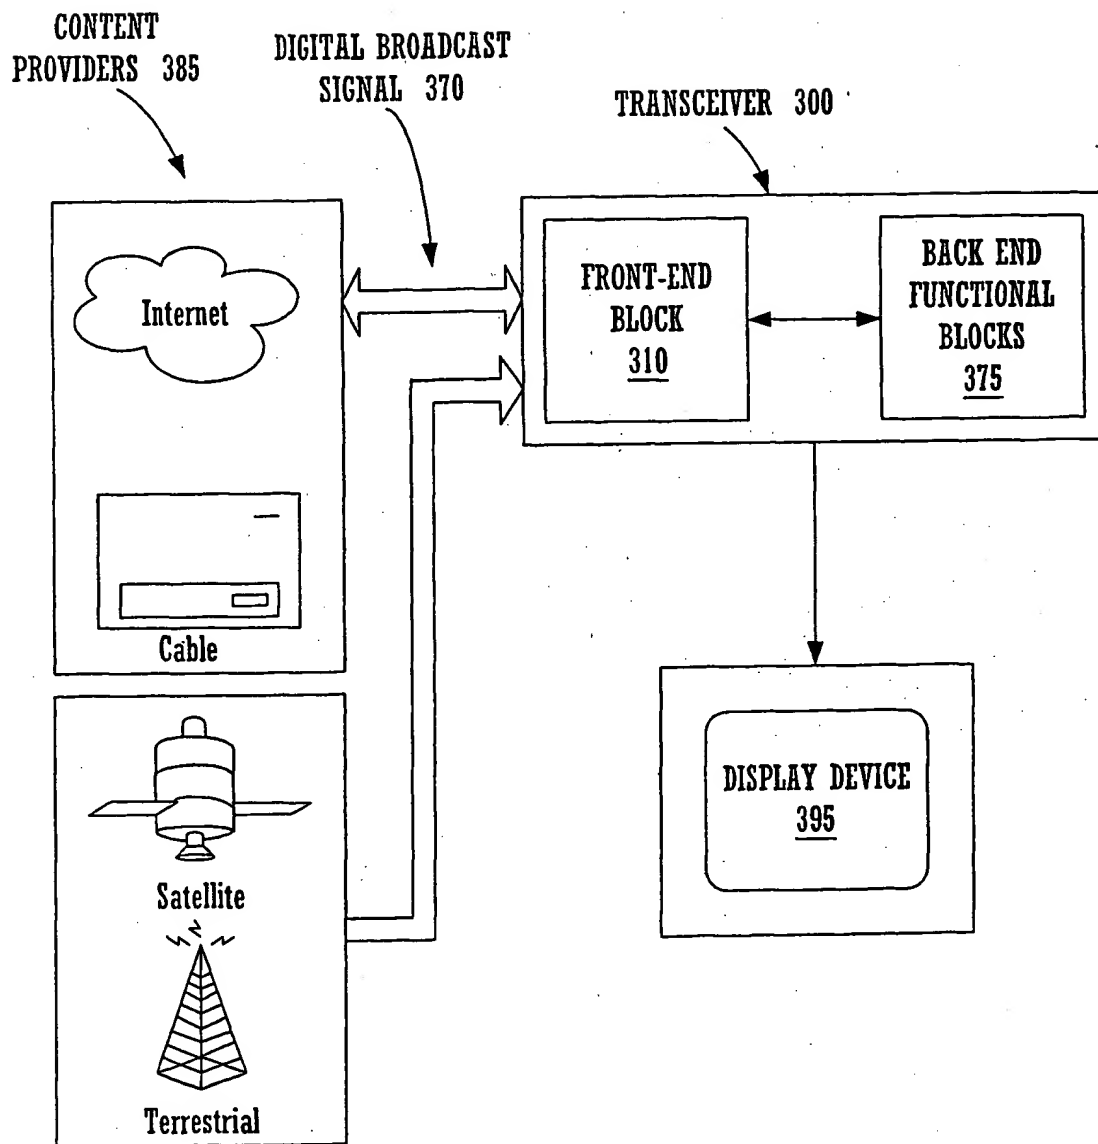 CONTENT
PROVIDERS 385
DIGITAL BROADCAST
SIGNAL 370
TRANSCEIVER 300
Internet
Cable
FRONT-END
BLOCK
310
BACK END
FUNCTIONAL
BLOCKS
375
Satellite
Terrestrial
DISPLAY DEVICE
395